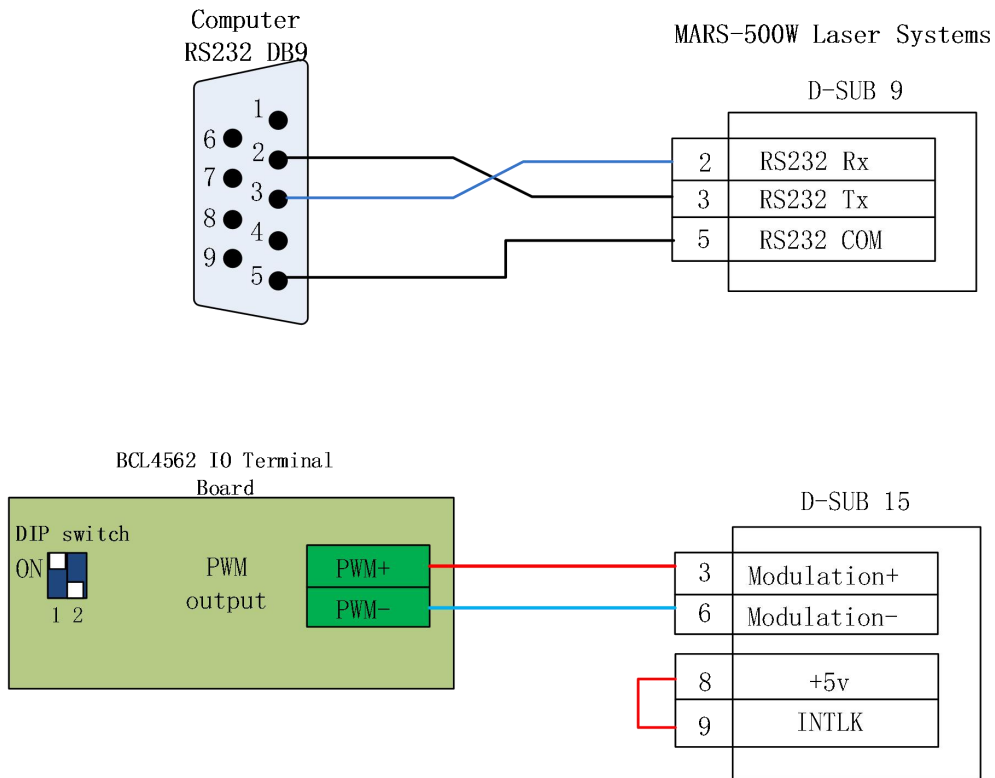 Computer
RS232 DB9
MARS-500W Laser Systems
D-SUB 9
1
6
2
7
3
8
4
9
5
2 RS232 Rx
3 RS232 Tx
5 RS232 COM
BCL4562 IO Terminal
Board
DIP switch
ON
1 2
PWM
output
PWM+
PWM-
D-SUB 15
3 Modulation+
6 Modulation-
8 +5v
9 INTLK